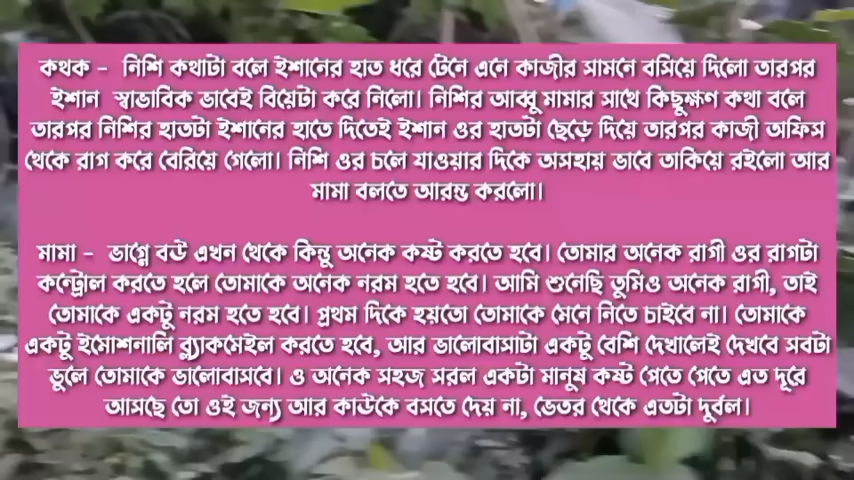 কথক - নিশি কথাটা বলে ইশানের হাত ধরে টেনে এনে কাজীর সামনে বসিয়ে দিলো তারপর
ইশান স্বাভাবিক ভাবেই বিয়েটা করে নিলো। নিশির আব্বু মামার সাথে কিছুক্ষণ কথা বলে
তারপর নিশির হাতটা ইশানের হাতে দিতেই ইশান ওর হাতটা ছেড়ে দিয়ে তারপর কাজী অফিস
থেকে রাগ করে বেরিয়ে গেলো। নিশি ওর চলে যাওয়ার দিকে অসহায় ভাবে তাকিয়ে রইলো আর
মামা বলতে আরম্ভ করলো।
মামা - ভাগ্নে বউ এখন থেকে কিন্তু অনেক কষ্ট করতে হবে। তোমার অনেক রাগী ওর রাগটা
কন্ট্রোল করতে হলে তোমাকে অনেক নরম হতে হবে। আমি শুনেছি তুমিও অনেক রাগী, তাই
তোমাকে একটু নরম হতে হবে। প্রথম দিকে হয়তো তোমাকে মেনে নিতে চাইবে না। তোমাকে
একটু ইমোশনালি ব্ল্যাকমেইল করতে হবে, আর ভালোবাসাটা একটু বেশি দেখালেই দেখবে সবটা
ভুলে তোমাকে ভালোবাসবে। ও অনেক সহজ সরল একটা মানুষ কষ্ট পেতে পেতে এত দূরে
আসছে তো ওই জন্য আর কাউকে বসতে দেয় না, ভেতর থেকে এতটা দুর্বল।